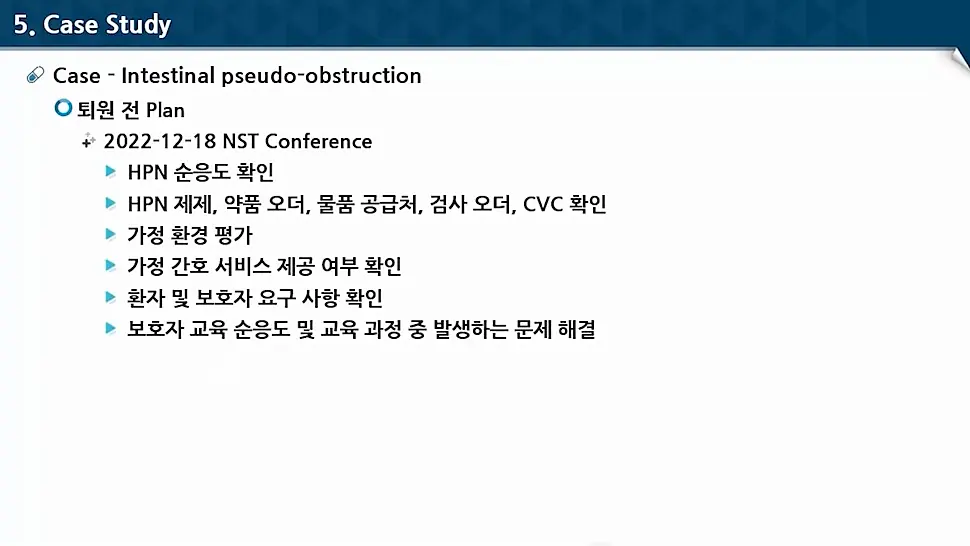 5. Case Study
Case - Intestinal pseudo-obstruction
퇴원 전 Plan
2022-12-18 NST Conference
HPN 순응도 확인
HPN 제제, 약품 오더, 물품 공급처, 검사 오더, CVC 확인
가정 환경 평가
가정 간호 서비스 제공 여부 확인
환자 및 보호자 요구 사항 확인
보호자 교육 순응도 및 교육 과정 중 발생하는 문제 해결